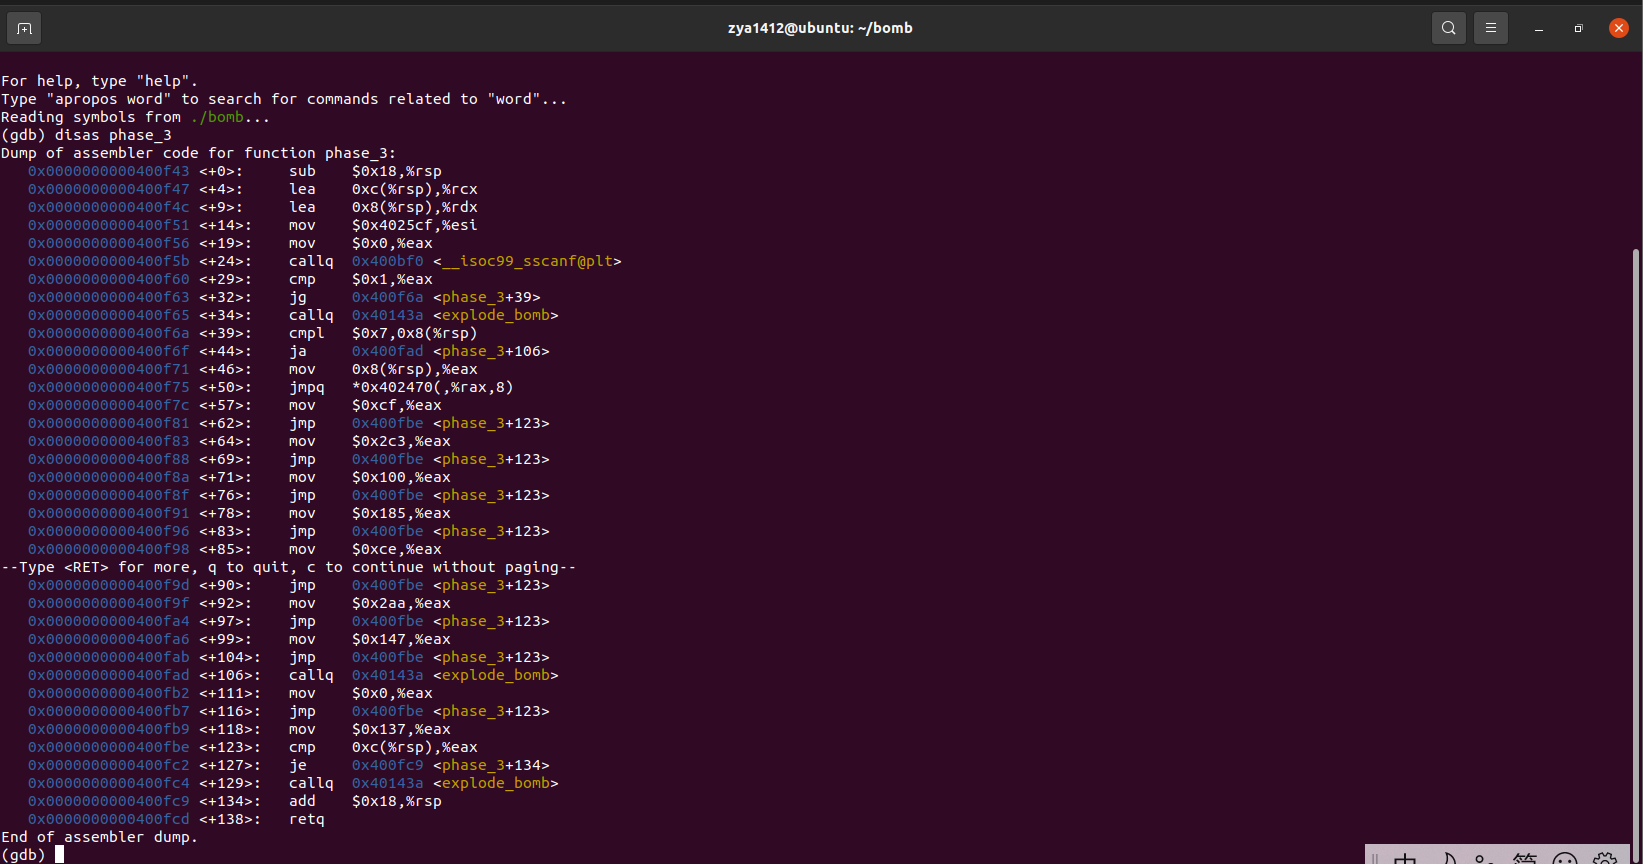 zya1412@ubuntu: ~/bomb
For help, type "help".
Type "apropos word" to search for commands related to "word"...
Reading symbols from ./bomb...
(gdb) disas phase_3
Dump of assembler code for function phase_3:
   0x0000000000400f43 <+0>:     sub    $0x18,%rsp
   0x0000000000400f47 <+4>:     lea    0xc(%rsp),%rcx
   0x0000000000400f4c <+9>:     lea    0x8(%rsp),%rdx
   0x0000000000400f51 <+14>:    mov    $0x4025cf,%esi
   0x0000000000400f56 <+19>:    mov    $0x0,%eax
   0x0000000000400f5b <+24>:    callq  0x400bf0 <__isoc99_sscanf@plt>
   0x0000000000400f60 <+29>:    cmp    $0x1,%eax
   0x0000000000400f63 <+32>:    jg     0x400f6a <phase_3+39>
   0x0000000000400f65 <+34>:    callq  0x40143a <explode_bomb>
   0x0000000000400f6a <+39>:    cmpl   $0x7,0x8(%rsp)
   0x0000000000400f6f <+44>:    ja     0x400fad <phase_3+106>
   0x0000000000400f71 <+46>:    mov    0x8(%rsp),%eax
   0x0000000000400f75 <+50>:    jmpq   *0x402470(,%rax,8)
   0x0000000000400f7c <+57>:    mov    $0xcf,%eax
   0x0000000000400f81 <+62>:    jmp    0x400fbe <phase_3+123>
   0x0000000000400f83 <+64>:    mov    $0x2c3,%eax
   0x0000000000400f88 <+69>:    jmp    0x400fbe <phase_3+123>
   0x0000000000400f8a <+71>:    mov    $0x100,%eax
   0x0000000000400f8f <+76>:    jmp    0x400fbe <phase_3+123>
   0x0000000000400f91 <+78>:    mov    $0x185,%eax
   0x0000000000400f96 <+83>:    jmp    0x400fbe <phase_3+123>
   0x0000000000400f98 <+85>:    mov    $0xce,%eax
--Type <RET> for more, q to quit, c to continue without paging--
   0x0000000000400f9d <+90>:    jmp    0x400fbe <phase_3+123>
   0x0000000000400f9f <+92>:    mov    $0x2aa,%eax
   0x0000000000400fa4 <+97>:    jmp    0x400fbe <phase_3+123>
   0x0000000000400fa6 <+99>:    mov    $0x147,%eax
   0x0000000000400fab <+104>:   jmp    0x400fbe <phase_3+123>
   0x0000000000400fad <+106>:   callq  0x40143a <explode_bomb>
   0x0000000000400fb2 <+111>:   mov    $0x0,%eax
   0x0000000000400fb7 <+116>:   jmp    0x400fbe <phase_3+123>
   0x0000000000400fb9 <+118>:   mov    $0x137,%eax
   0x0000000000400fbe <+123>:   cmp    0xc(%rsp),%eax
   0x0000000000400fc2 <+127>:   je     0x400fc9 <phase_3+134>
   0x0000000000400fc4 <+129>:   callq  0x40143a <explode_bomb>
   0x0000000000400fc9 <+134>:   add    $0x18,%rsp
   0x0000000000400fcd <+138>:   retq
End of assembler dump.
(gdb)
中 简